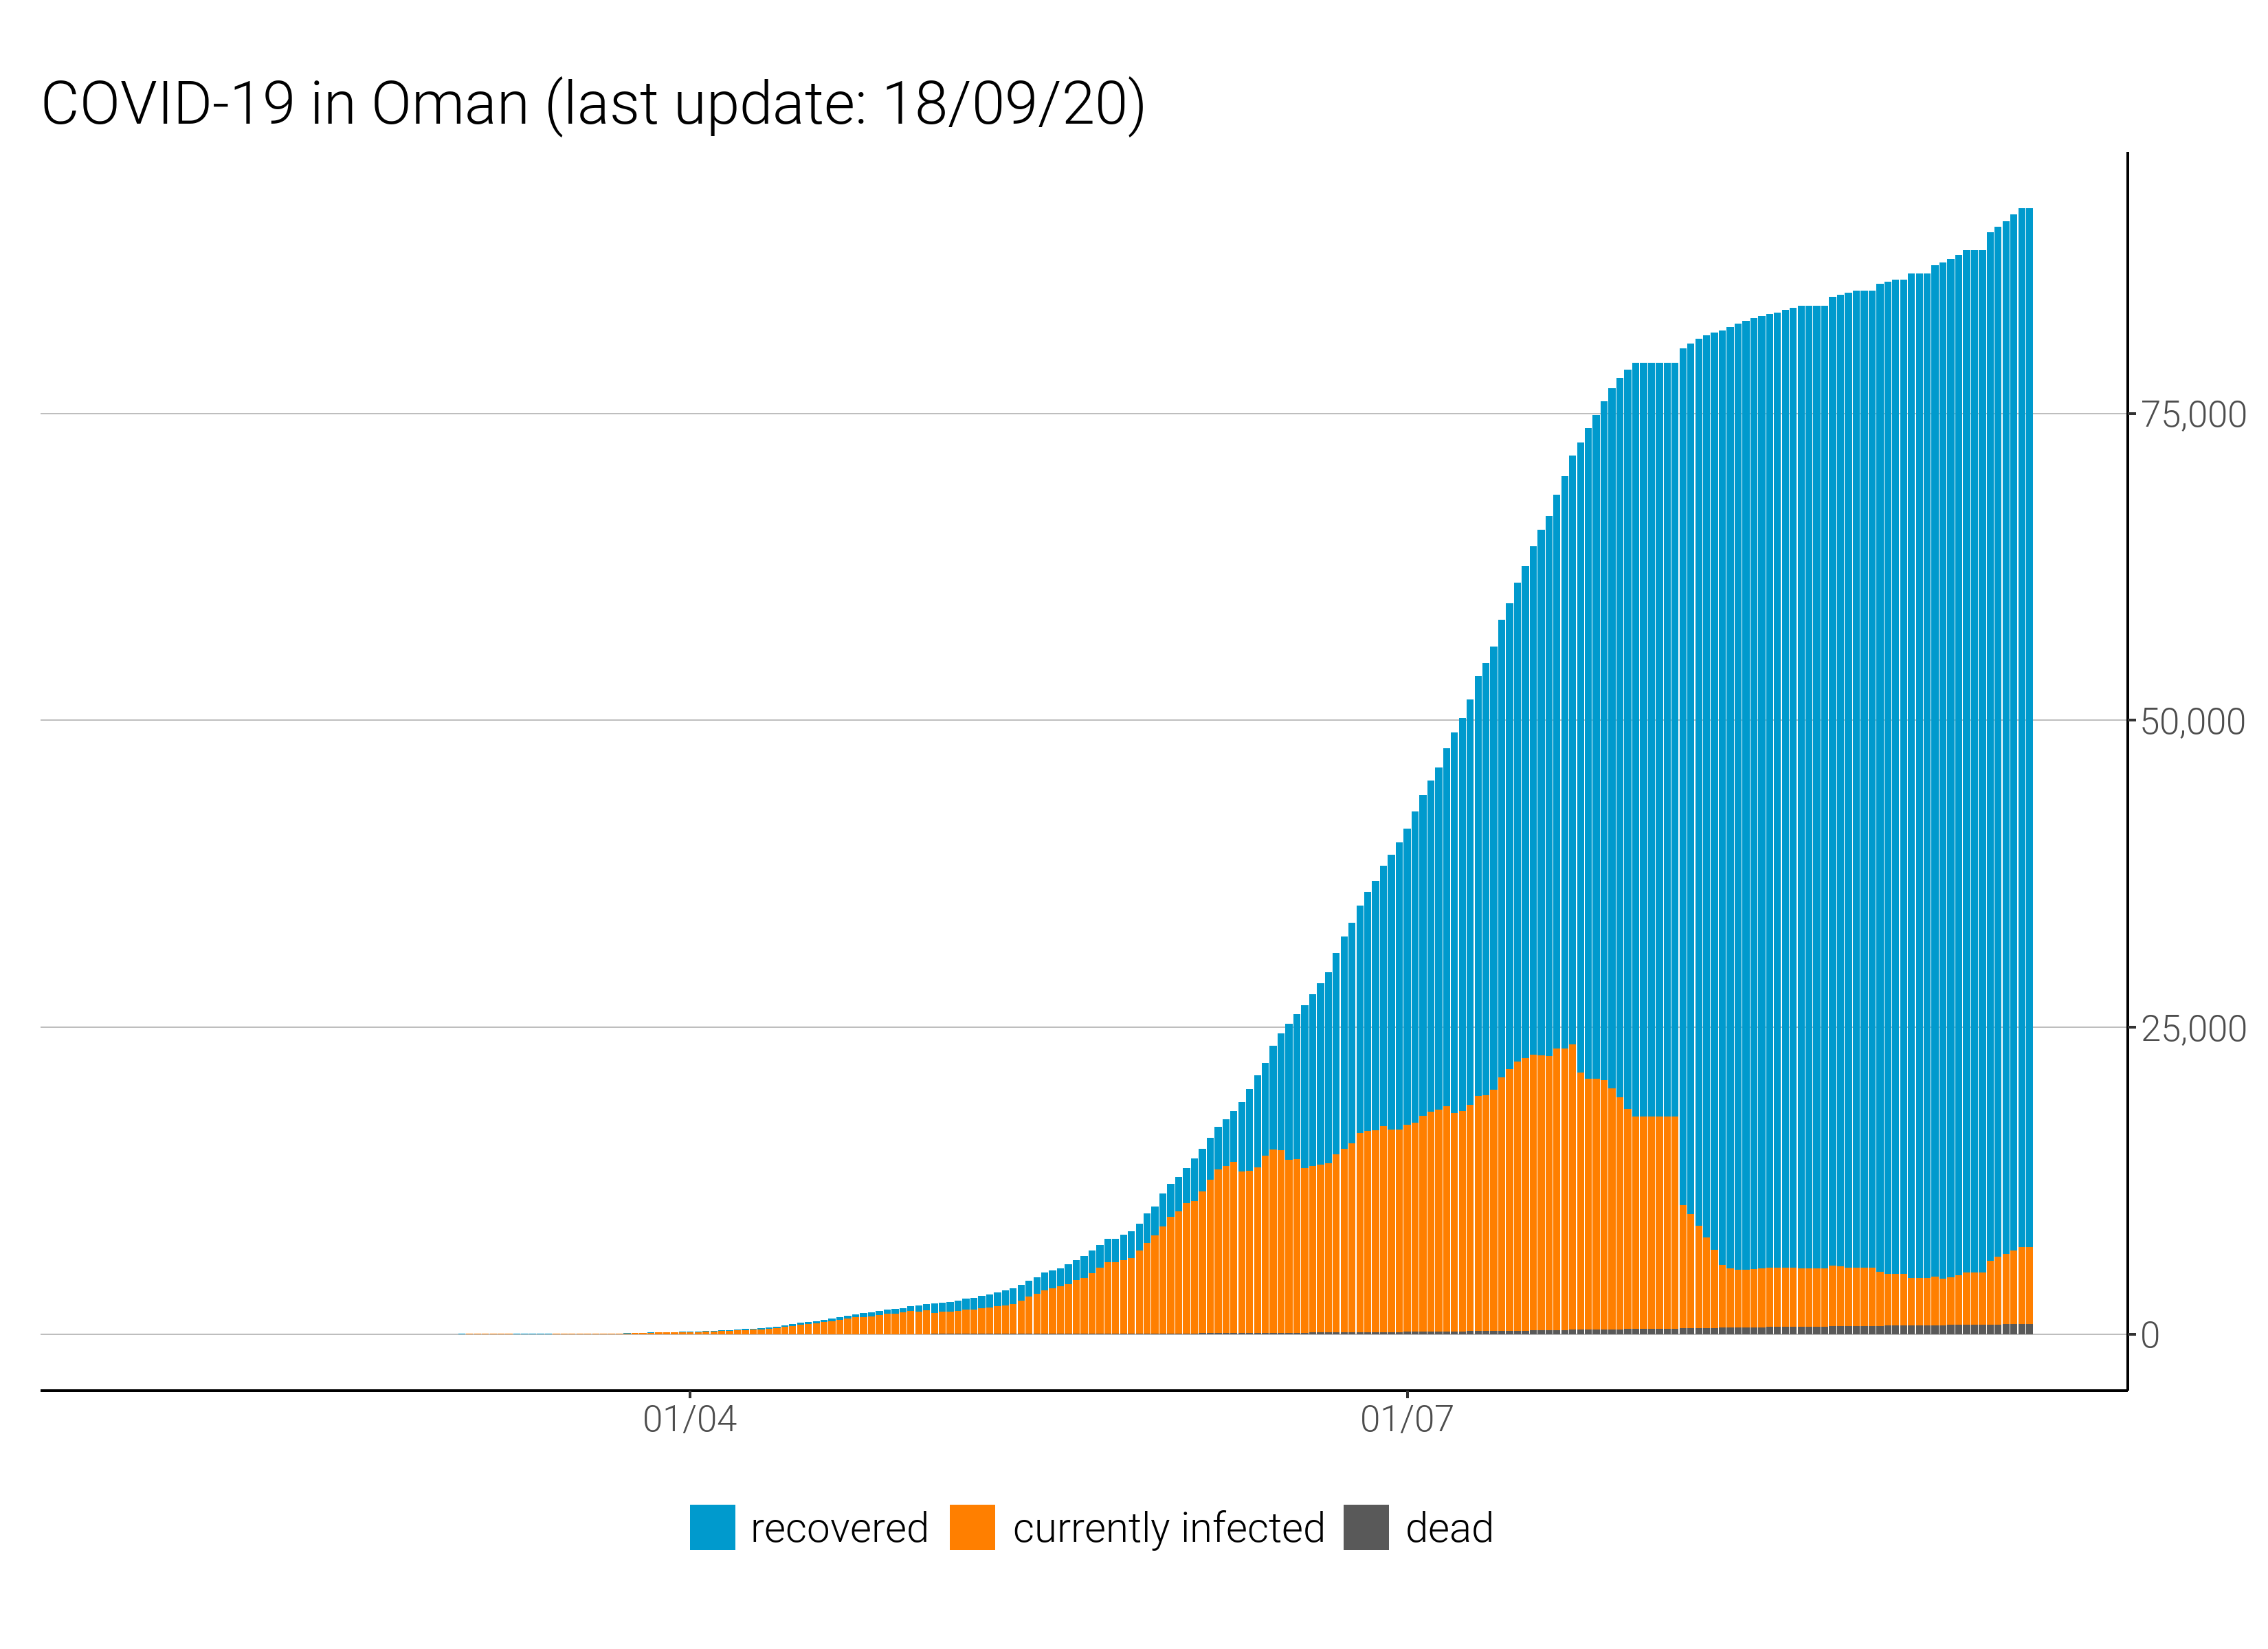 COVID-19 in Oman (last update: 18/09/20)
75,000
50,000
25,000
0
01/04 01/07
recovered currently infected dead